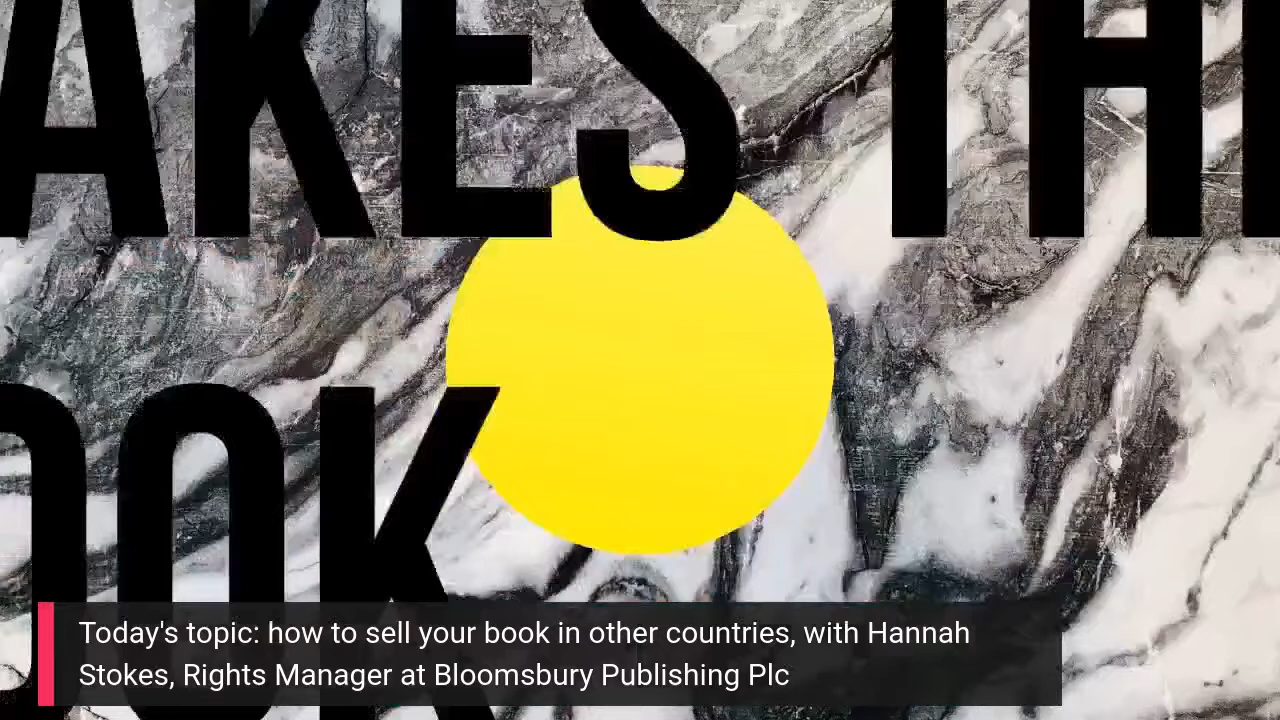 AKES THE
OOK
Today's topic: how to sell your book in other countries, with Hannah
Stokes, Rights Manager at Bloomsbury Publishing Plc